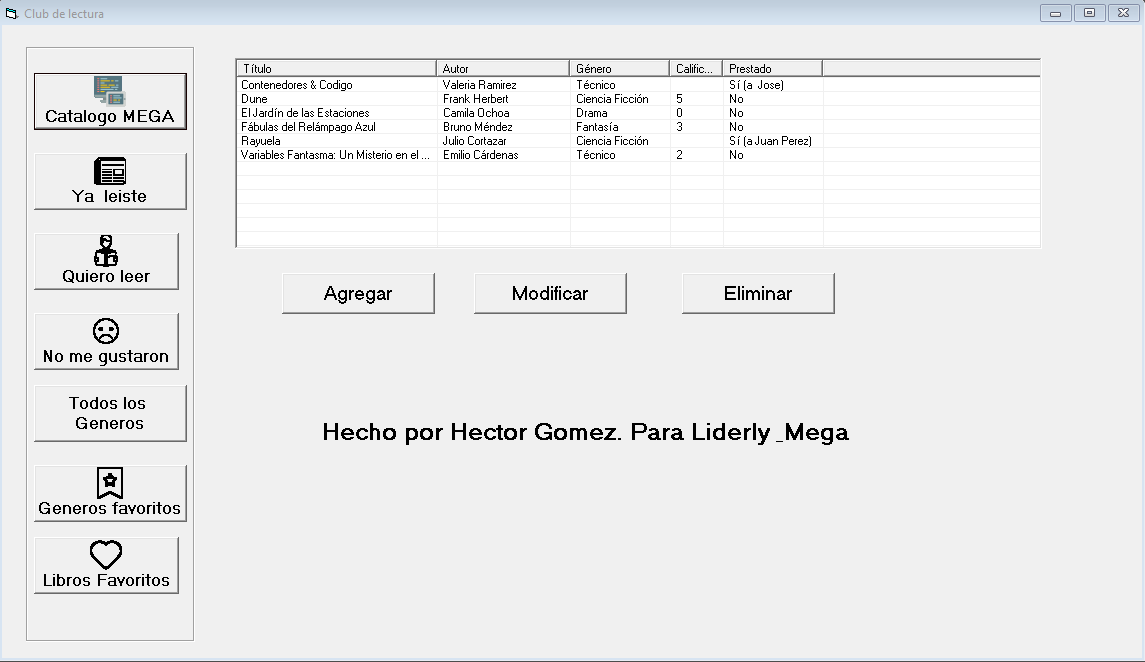 Club de lectura
Catalogo MEGA
Ya leiste
Quiero leer
No me gustaron
Todos los
Generos
Generos favoritos
Libros Favoritos
Título Autor Género Calific... Prestado
Contenedores & Codigo Valeria Ramirez Técnico Sí (a Jose)
Dune Frank Herbert Ciencia Ficción 5 No
El Jardín de las Estaciones Camila Ochoa Drama 0 No
Fábulas del Relámpago Azul Bruno Méndez Fantasía 3 No
Rayuela Julio Cortazar Ciencia Ficción Sí (a Juan Perez)
Variables Fantasma: Un Misterio en el ... Emilio Cárdenas Técnico 2 No
Agregar Modificar Eliminar
Hecho por Hector Gomez. Para Liderly _Mega